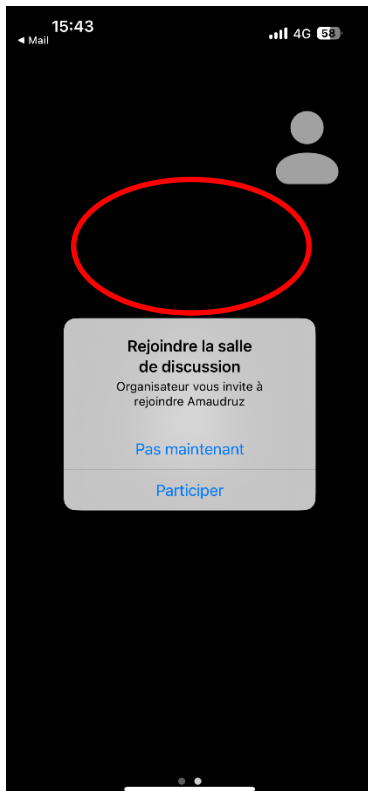 15:43
4G 58
◀ Mail
Rejoindre la salle
de discussion
Organisateur vous invite à
rejoindre Amaudruz
Pas maintenant
Participer